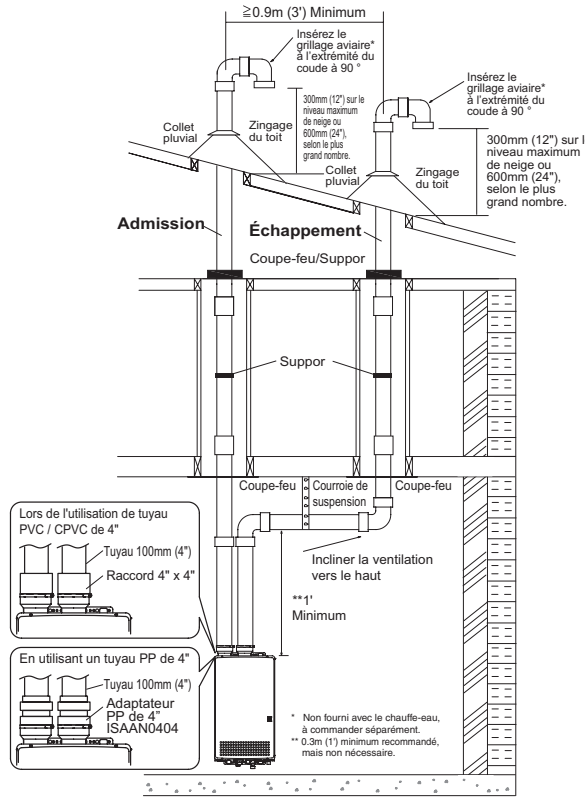 ≧0.9m (3') Minimum
Insérez le
grillage aviaire*
à l'extrémité du
coude à 90 °
Insérez le
grillage aviaire*
à l'extrémité du
coude à 90 °
300mm (12") sur le
niveau maximum
de neige ou
600mm (24"),
selon le plus
grand nombre.
Collet
pluvial
Zingage
du toit
Collet
pluvial
Zingage
du toit
300mm (12") sur l
niveau maximum
de neige ou
600mm (24"),
selon le plus
grand nombre.
Admission
Échappement
Coupe-feu/Suppor
Suppor
Coupe-feu
Courroie de
suspension
Coupe-feu
Incliner la ventilation
vers le haut
**1'
Minimum
Lors de l'utilisation de tuyau
PVC / CPVC de 4"
Tuyau 100mm (4")
Raccord 4" x 4"
En utilisant un tuyau PP de 4"
Tuyau 100mm (4")
Adaptateur
PP de 4"
ISAAN0404
* Non fourni avec le chauffe-eau,
à commander séparément.
** 0.3m (1') minimum recommandé,
mais non nécessaire.